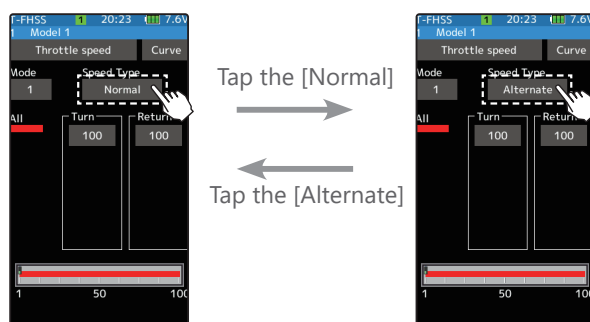 T-FHSS 1 20:23 7.6V
1 Model 1
Throttle speed Curve
Mode Speed Type
1 Normal
All Turn Return
100 100
1 50 100
Tap the [Normal]
Tap the [Alternate]
T-FHSS 1 20:23 7.6V
1 Model 1
Throttle speed Curve
Mode Speed Type
1 Alternate
All Turn Return
100 100
1 50 100